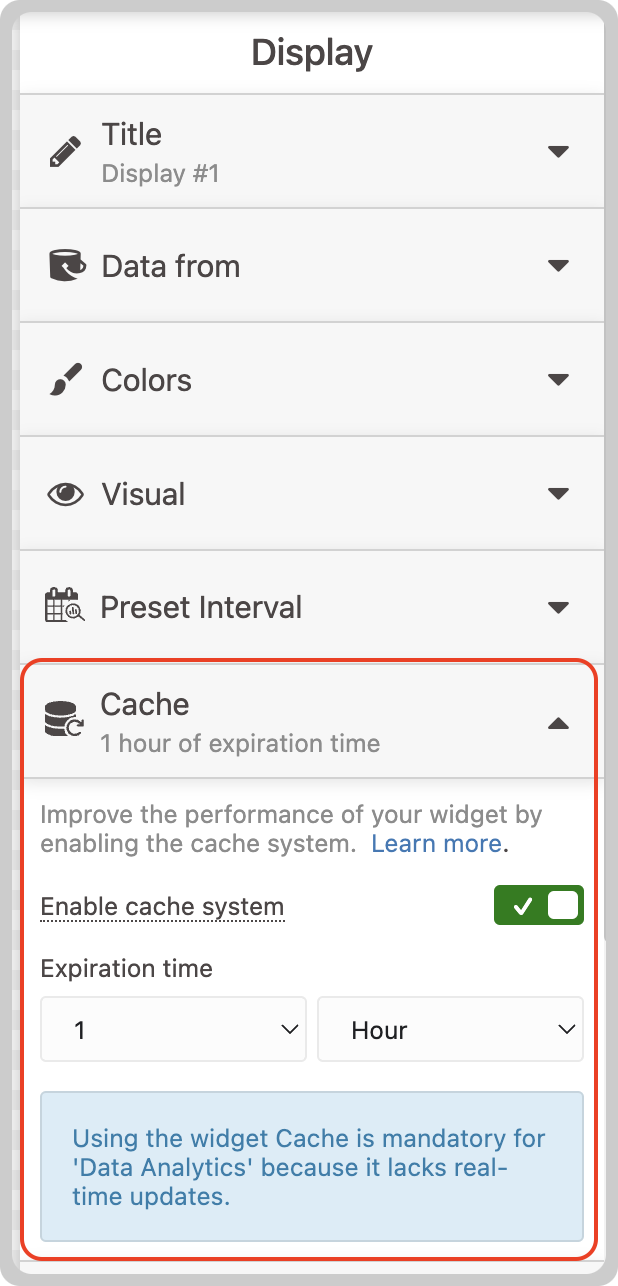 Display
Title
Display #1
Data from
Colors
Visual
Preset Interval
Cache
1 hour of expiration time
Improve the performance of your widget by
enabling the cache system. Learn more.
Enable cache system
Expiration time
1
Hour
Using the widget Cache is mandatory for
'Data Analytics' because it lacks real-
time updates.